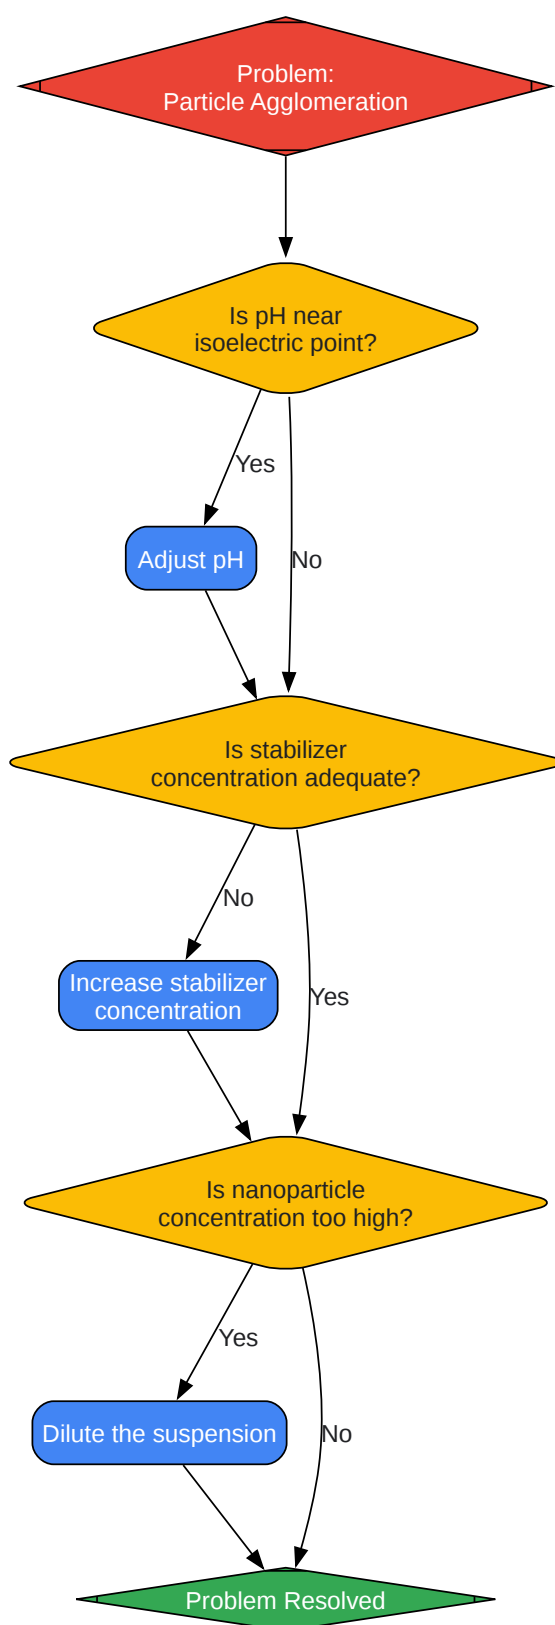 Problem:
Particle Agglomeration
Is pH near
isoelectric point?
Yes
Adjust pH
No
Is stabilizer
concentration adequate?
No
Increase stabilizer
concentration
Yes
Is nanoparticle
concentration too high?
Yes
Dilute the suspension
No
Problem Resolved